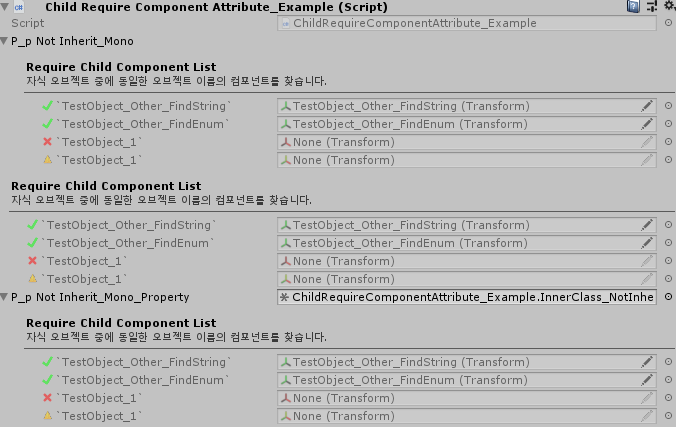 Child Require Component Attribute_Example (Script)
Script ChildRequireComponentAttribute_Example
P_p Not Inherit_Mono
Require Child Component List
자식 오브젝트 중에 동일한 오브젝트 이름의 컴포넌트를 찾습니다.
`TestObject_Other_FindString` TestObject_Other_FindString (Transform)
`TestObject_Other_FindEnum` TestObject_Other_FindEnum (Transform)
`TestObject_1` None (Transform)
`TestObject_1` None (Transform)
Require Child Component List
자식 오브젝트 중에 동일한 오브젝트 이름의 컴포넌트를 찾습니다.
`TestObject_Other_FindString` TestObject_Other_FindString (Transform)
`TestObject_Other_FindEnum` TestObject_Other_FindEnum (Transform)
`TestObject_1` None (Transform)
`TestObject_1` None (Transform)
P_p Not Inherit_Mono_Property ChildRequireComponentAttribute_Example.InnerClass_NotInhe
Require Child Component List
자식 오브젝트 중에 동일한 오브젝트 이름의 컴포넌트를 찾습니다.
`TestObject_Other_FindString` TestObject_Other_FindString (Transform)
`TestObject_Other_FindEnum` TestObject_Other_FindEnum (Transform)
`TestObject_1` None (Transform)
`TestObject_1` None (Transform)